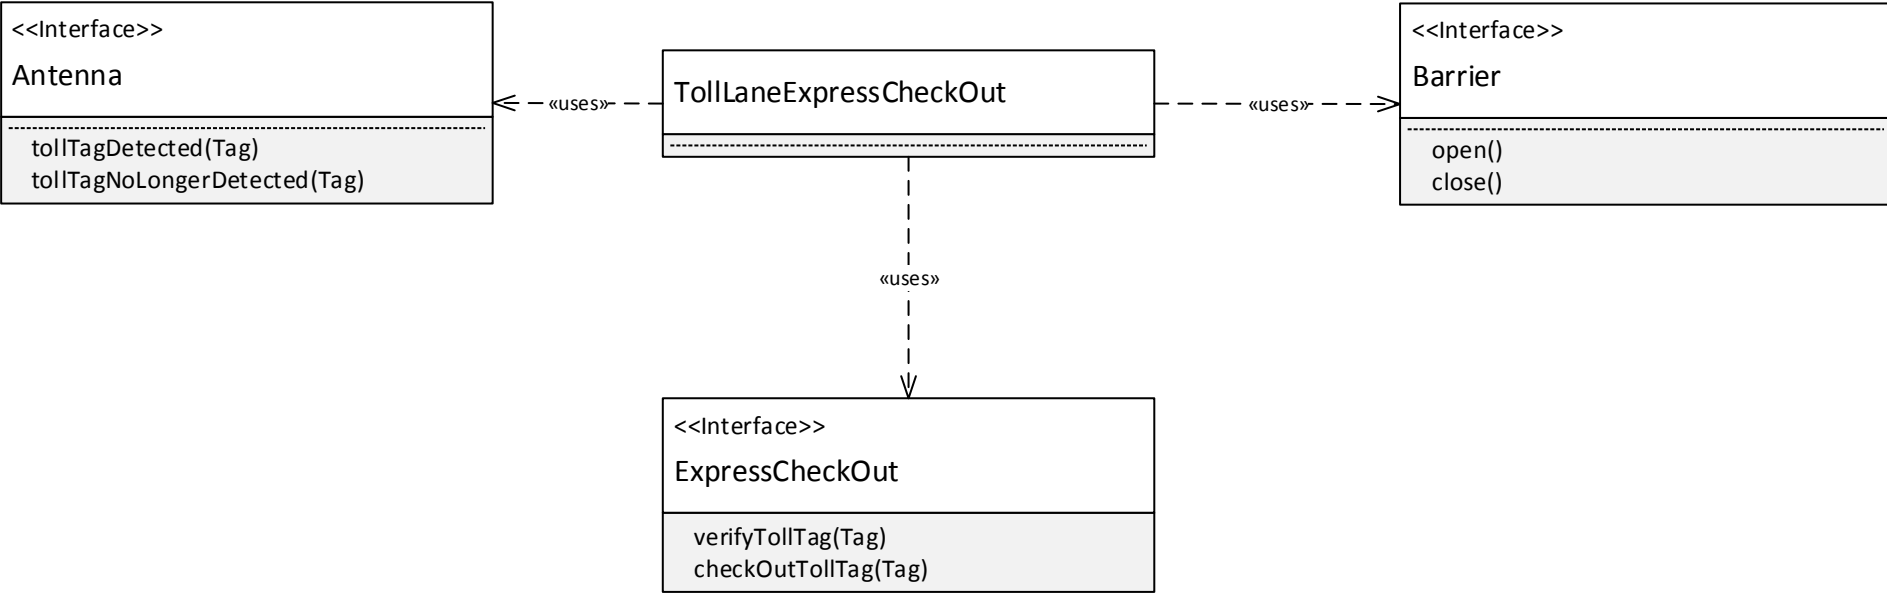 <<Interface>>
Antenna
tollTagDetected(Tag)
tollTagNoLongerDetected(Tag)
«uses»
TollLaneExpressCheckOut
«uses»
<<Interface>>
Barrier
open()
close()
«uses»
<<Interface>>
ExpressCheckOut
verifyTollTag(Tag)
checkOutTollTag(Tag)